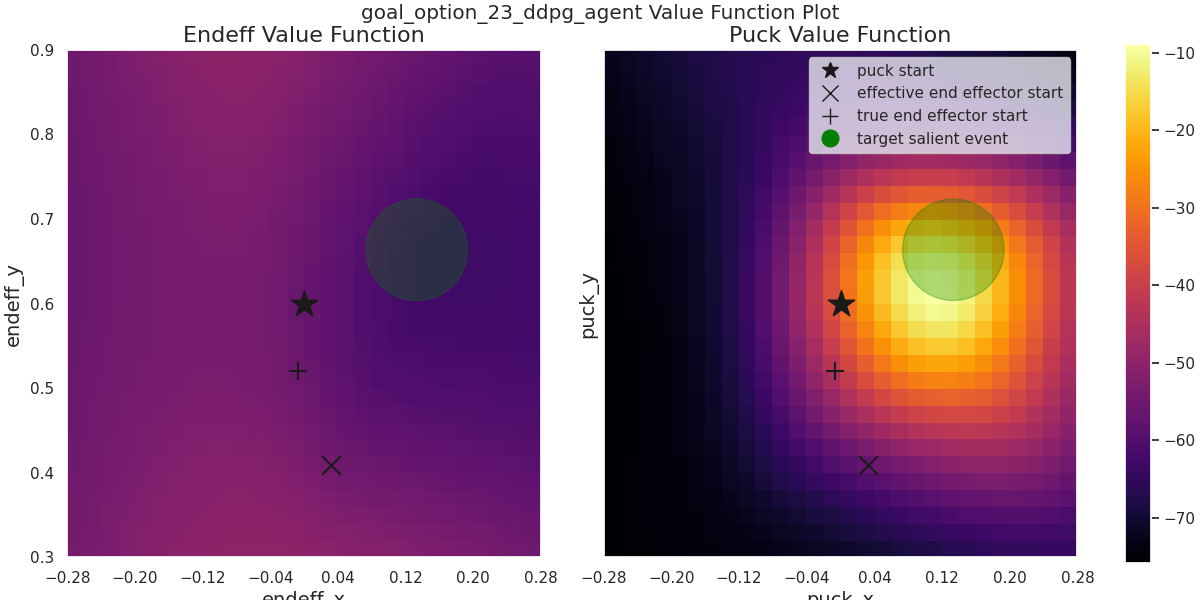 goal_option_23_ddpg_agent Value Function Plot
Endeff Value Function
Puck Value Function
0.9
0.8
0.7
0.6
0.5
0.4
0.3
endeff_y
−0.28 −0.20 −0.12 −0.04 0.04 0.12 0.20 0.28
endeff_x
puck_y
puck start
effective end effector start
true end effector start
target salient event
−0.28 −0.20 −0.12 −0.04 0.04 0.12 0.20 0.28
puck_x
−10
−20
−30
−40
−50
−60
−70